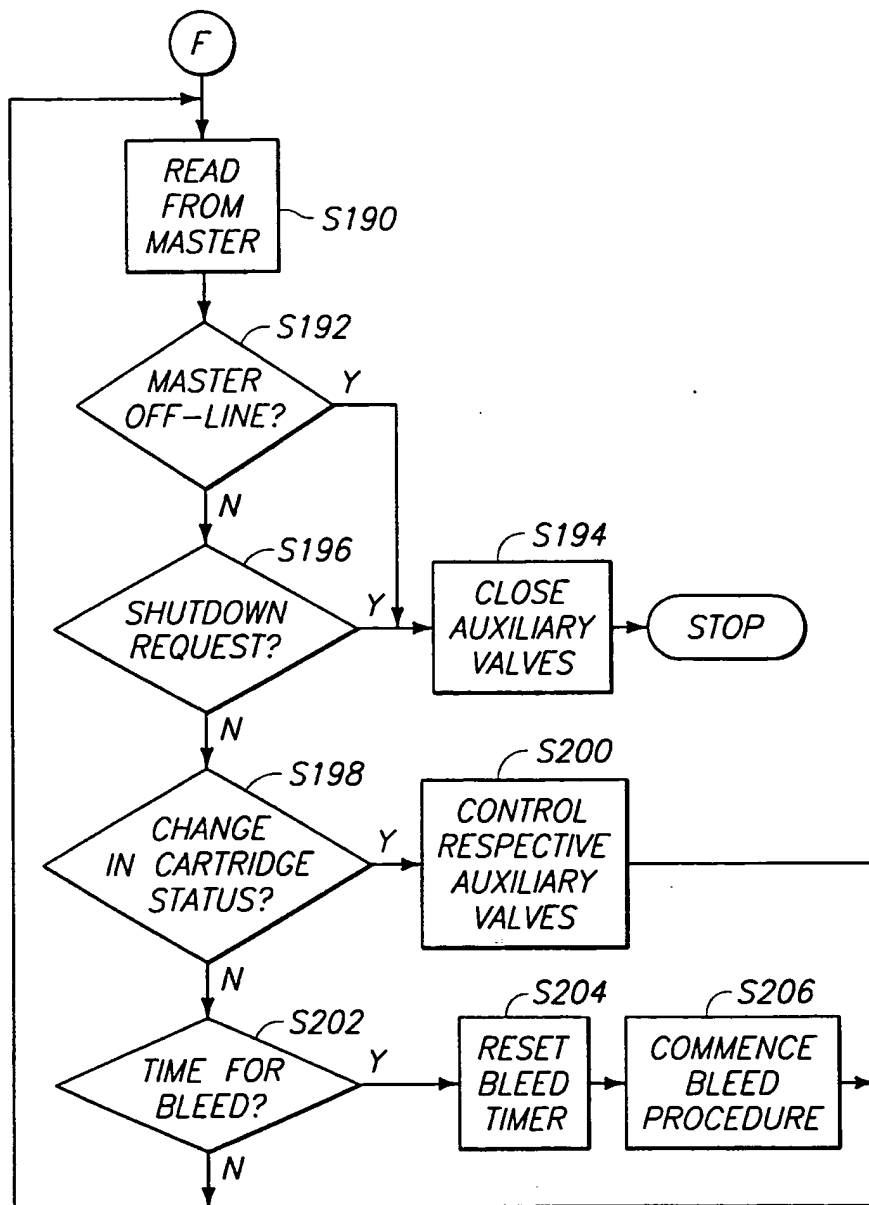 F
READ
FROM
MASTER
S190
S192
MASTER
OFF-LINE?
Y
N
S196
SHUTDOWN
REQUEST?
Y
S194
CLOSE
AUXILIARY
VALVES
STOP
N
S198
CHANGE
IN CARTRIDGE
STATUS?
Y
S200
CONTROL
RESPECTIVE
AUXILIARY
VALVES
N
S202
TIME FOR
BLEED?
Y
S204
RESET
BLEED
TIMER
S206
COMMENCE
BLEED
PROCEDURE
N